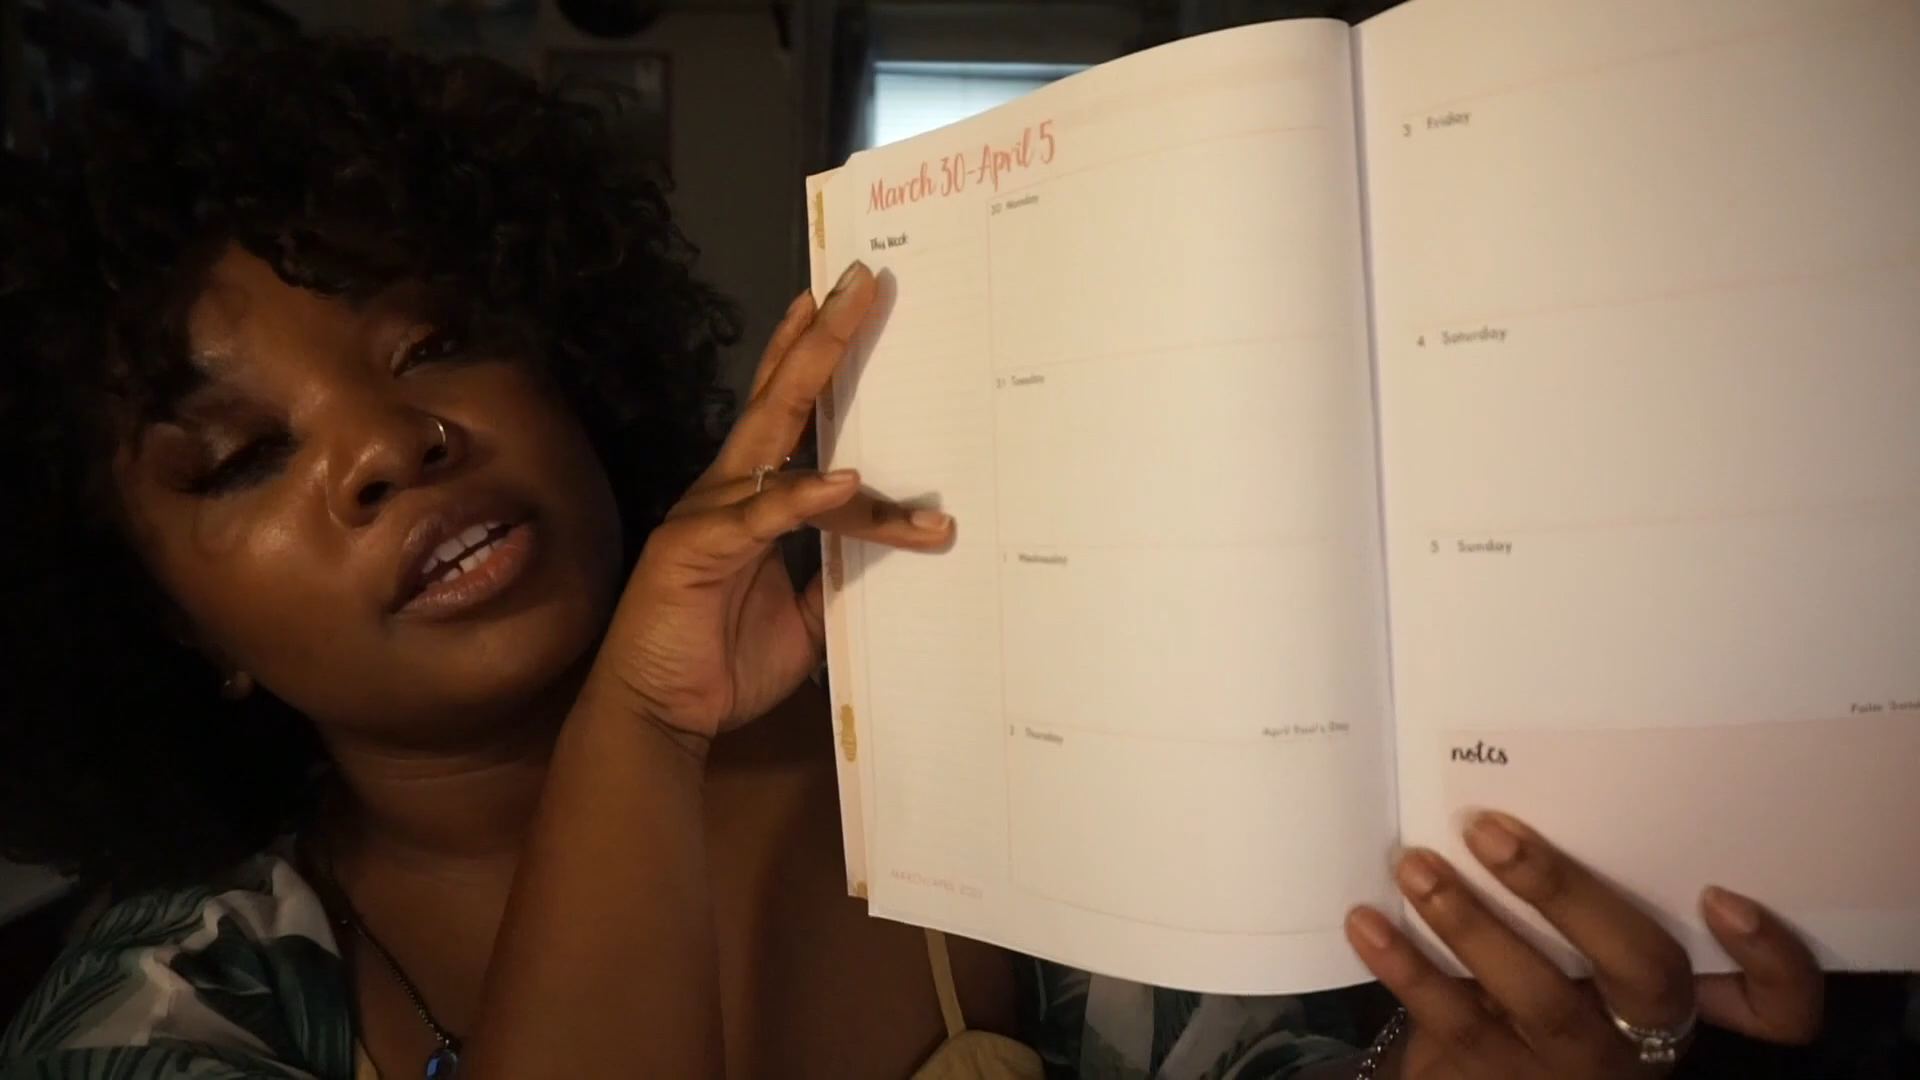 March 30-April 5
This Week
30 Monday
31 Tuesday
1 Wednesday
April Fool's Day
2 Thursday
3 Friday
4 Saturday
5 Sunday
Palm
notes